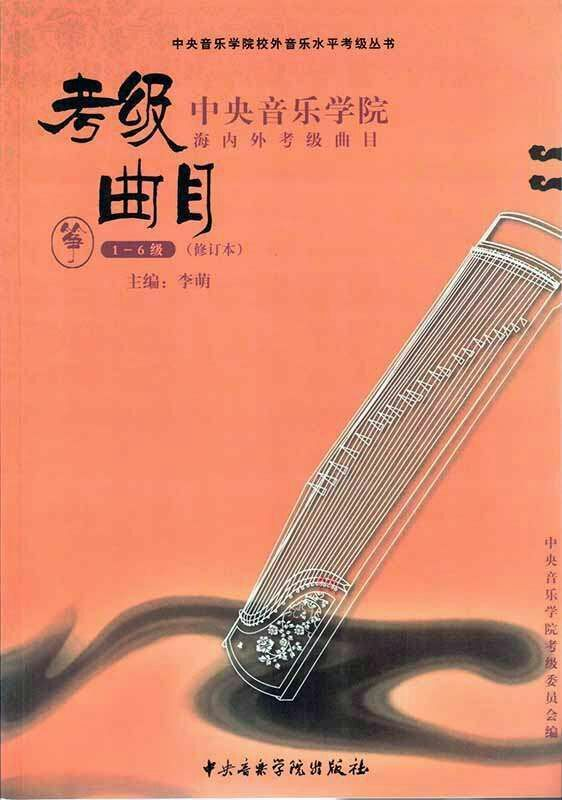 中央音乐学院校外音乐水平考级丛书
考级
曲目
中央音乐学院
海内外考级曲目
筝
1-6级 (修订本)
主编：李萌
中央音乐学院考级委员会编
中央音乐学院出版社